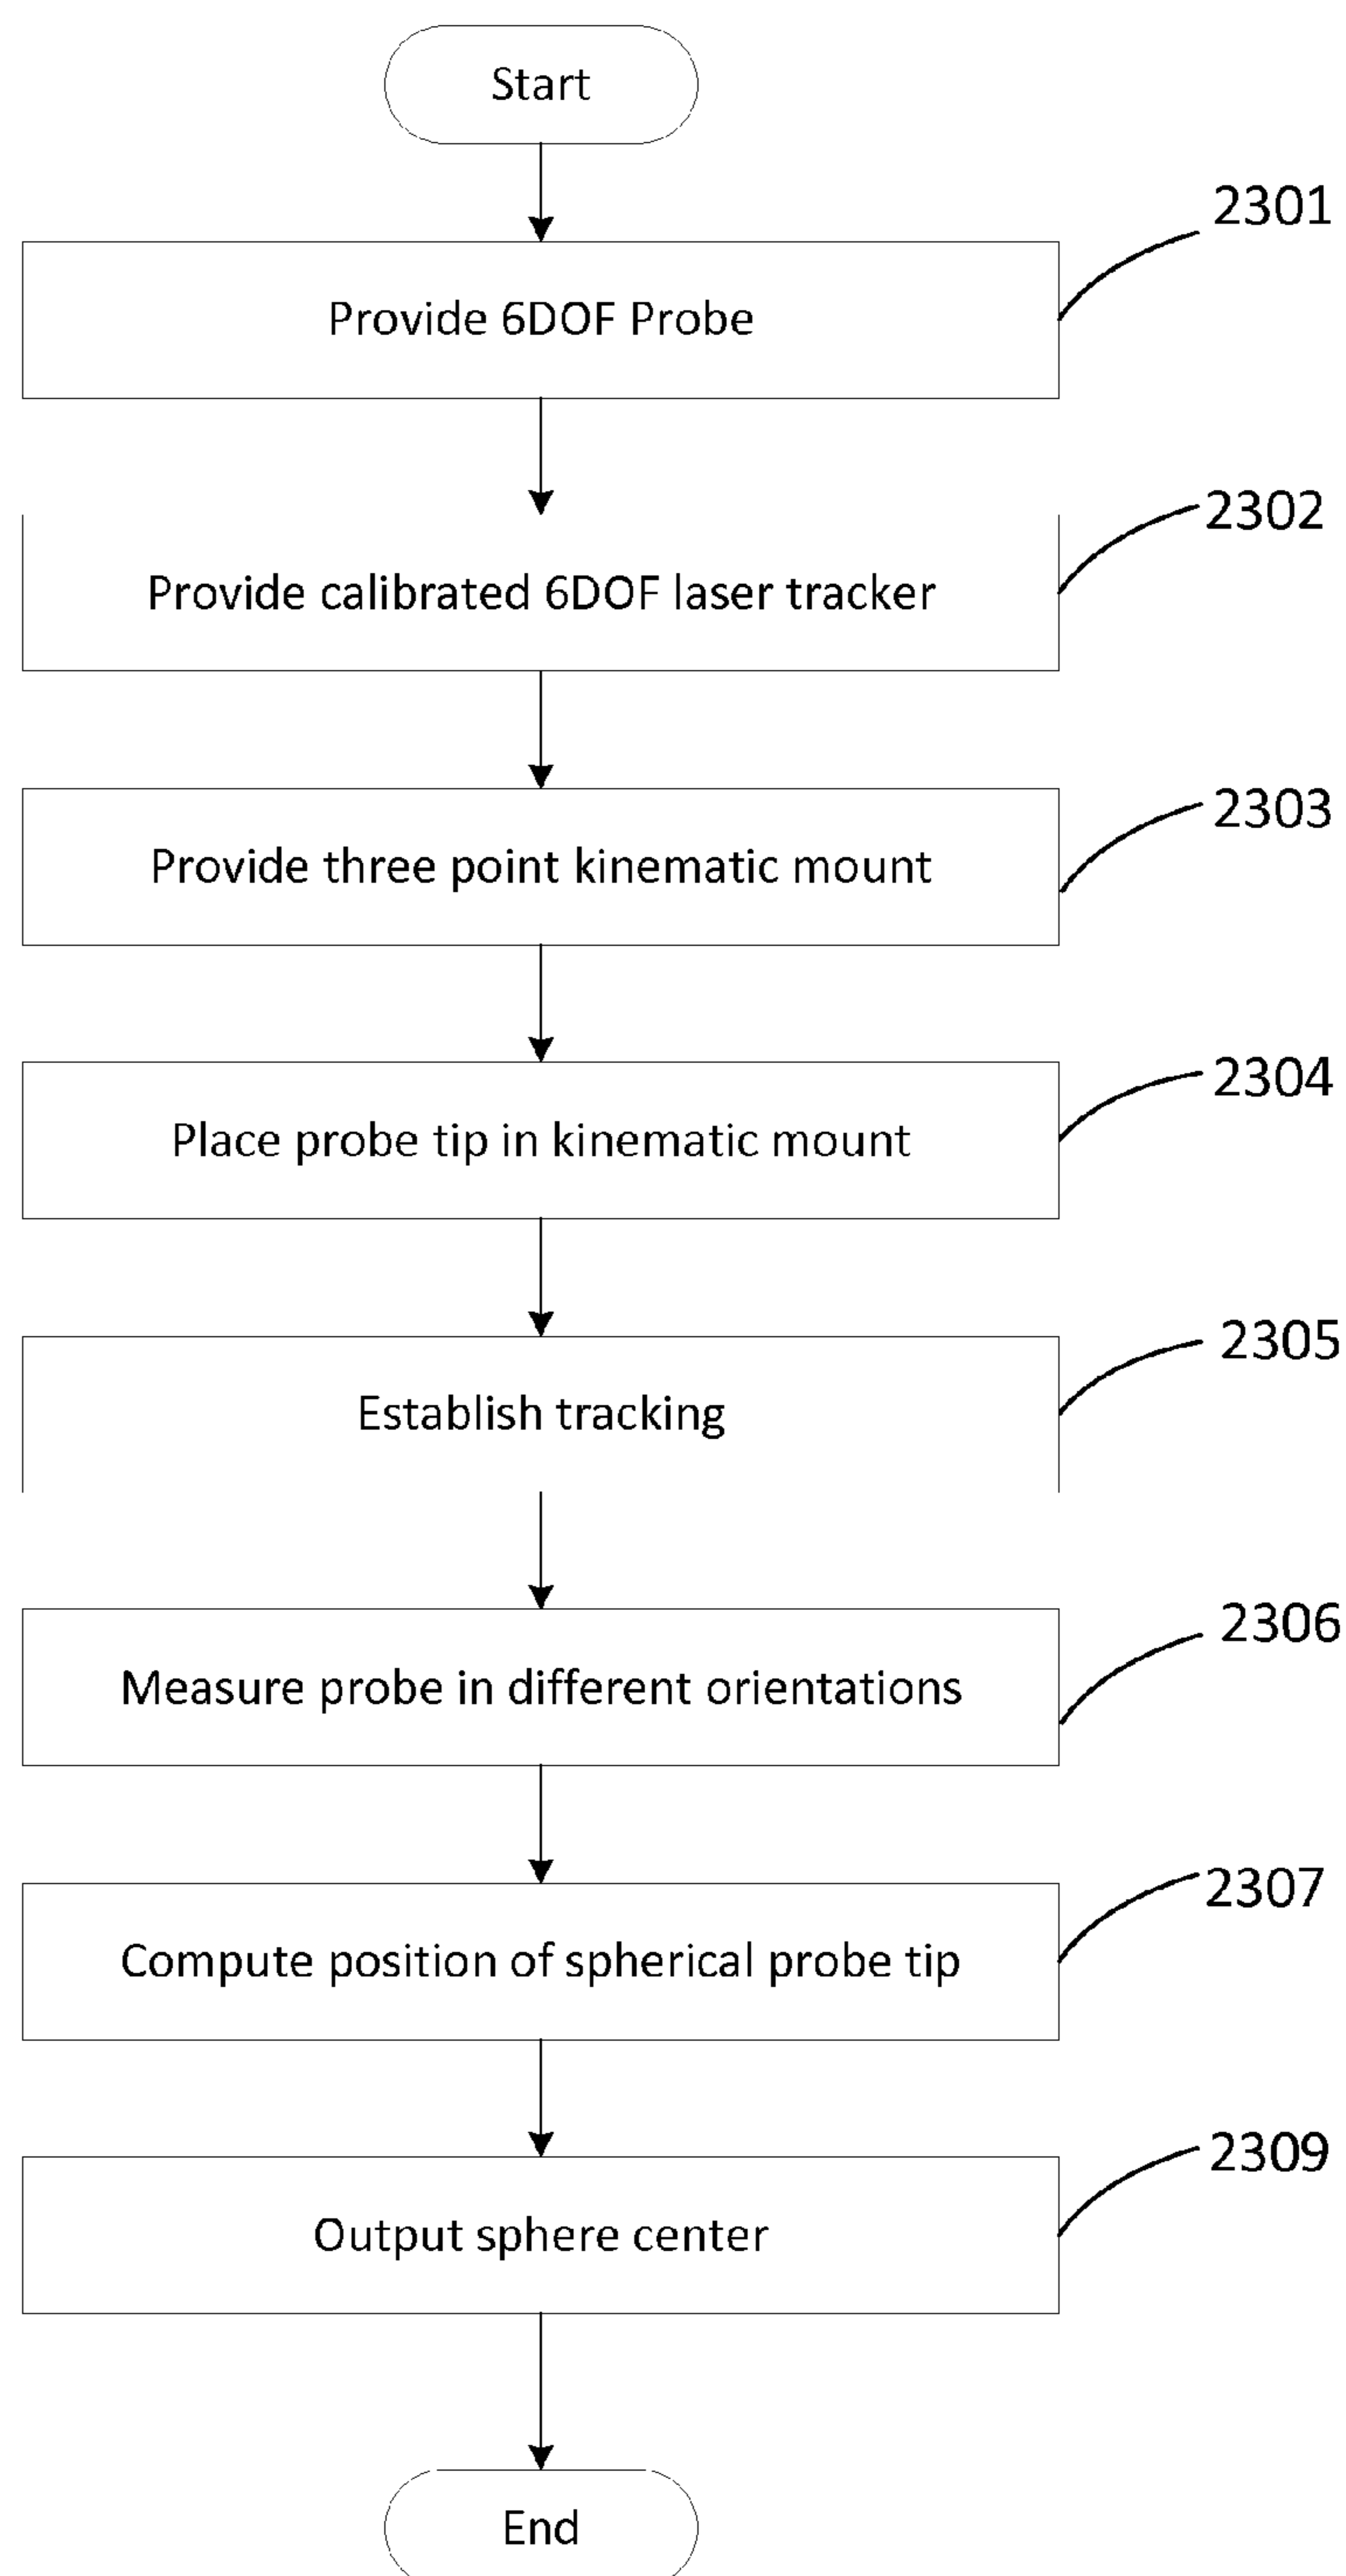 Start
2301
Provide 6DOF Probe
2302
Provide calibrated 6DOF laser tracker
2303
Provide three point kinematic mount
2304
Place probe tip in kinematic mount
2305
Establish tracking
2306
Measure probe in different orientations
2307
Compute position of spherical probe tip
2309
Output sphere center
End